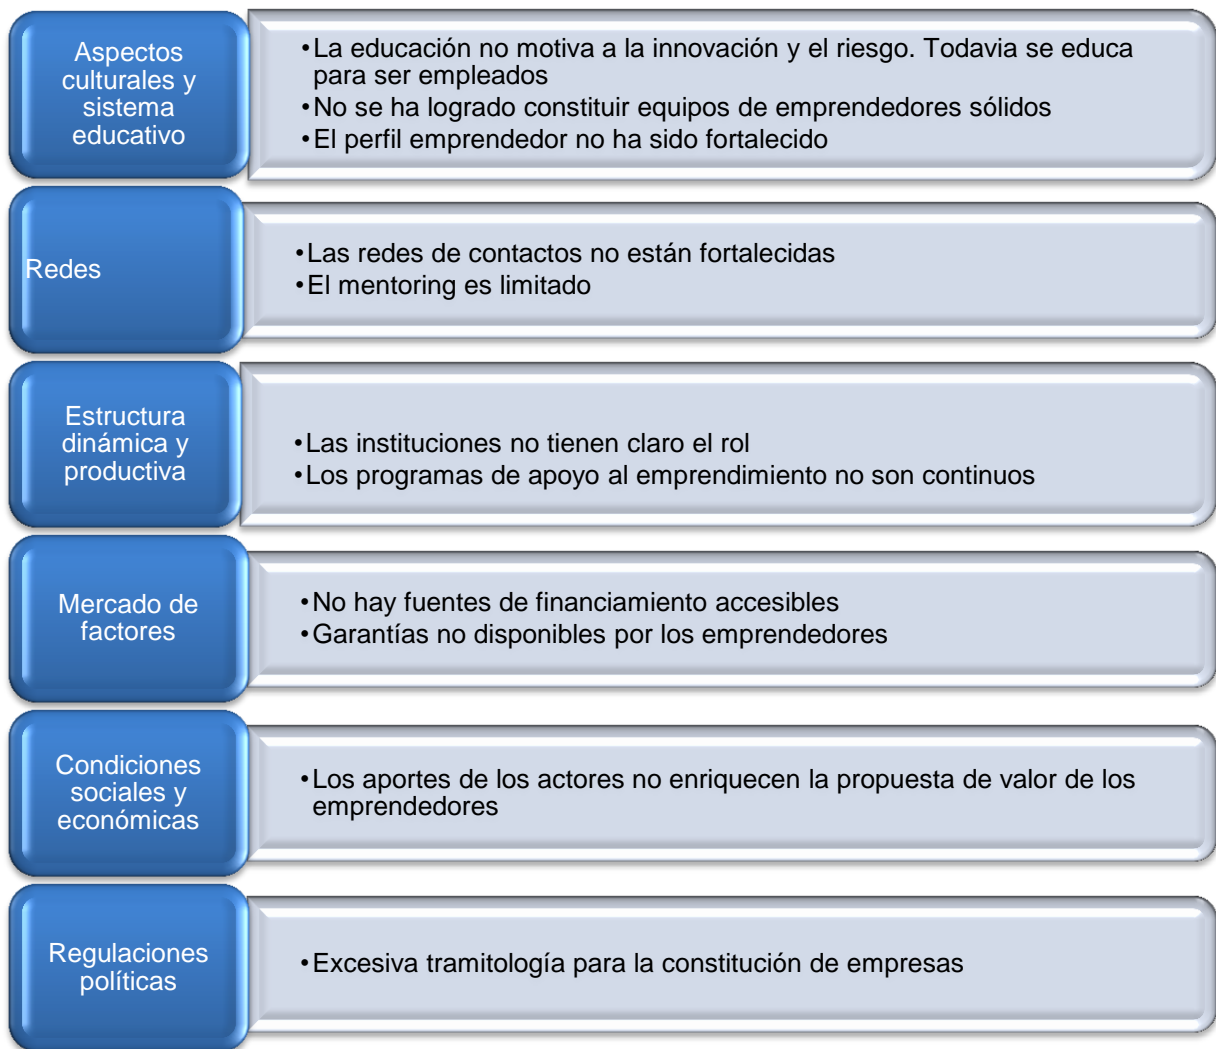 Aspectos
culturales y
sistema
educativo
•La educación no motiva a la innovación y el riesgo. Todavia se educa
para ser empleados
•No se ha logrado constituir equipos de emprendedores sólidos
•El perfil emprendedor no ha sido fortalecido
Redes
•Las redes de contactos no están fortalecidas
•El mentoring es limitado
Estructura
dinámica y
productiva
•Las instituciones no tienen claro el rol
•Los programas de apoyo al emprendimiento no son continuos
Mercado de
factores
•No hay fuentes de financiamiento accesibles
•Garantías no disponibles por los emprendedores
Condiciones
sociales y
económicas
•Los aportes de los actores no enriquecen la propuesta de valor de los
emprendedores
Regulaciones
políticas
•Excesiva tramitología para la constitución de empresas